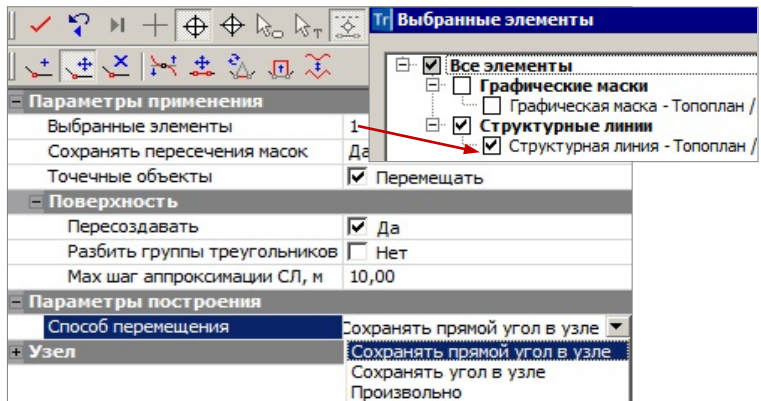 Tr Выбранные элементы
Все элементы
Графические маски
Графическая маска - Топоплан /
Структурные линии
Структурная линия - Топоплан /
Параметры применения
Выбранные элементы 1
Сохранять пересечения масок Да
Точечные объекты Перемещать
Поверхность
Пересоздавать Да
Разбить группы треугольников Нет
Мах шаг аппроксимации СЛ, м 10,00
Параметры построения
Способ перемещения Сохранять прямой угол в узле
Узел
Сохранять прямой угол в узле
Сохранять угол в узле
Произвольно